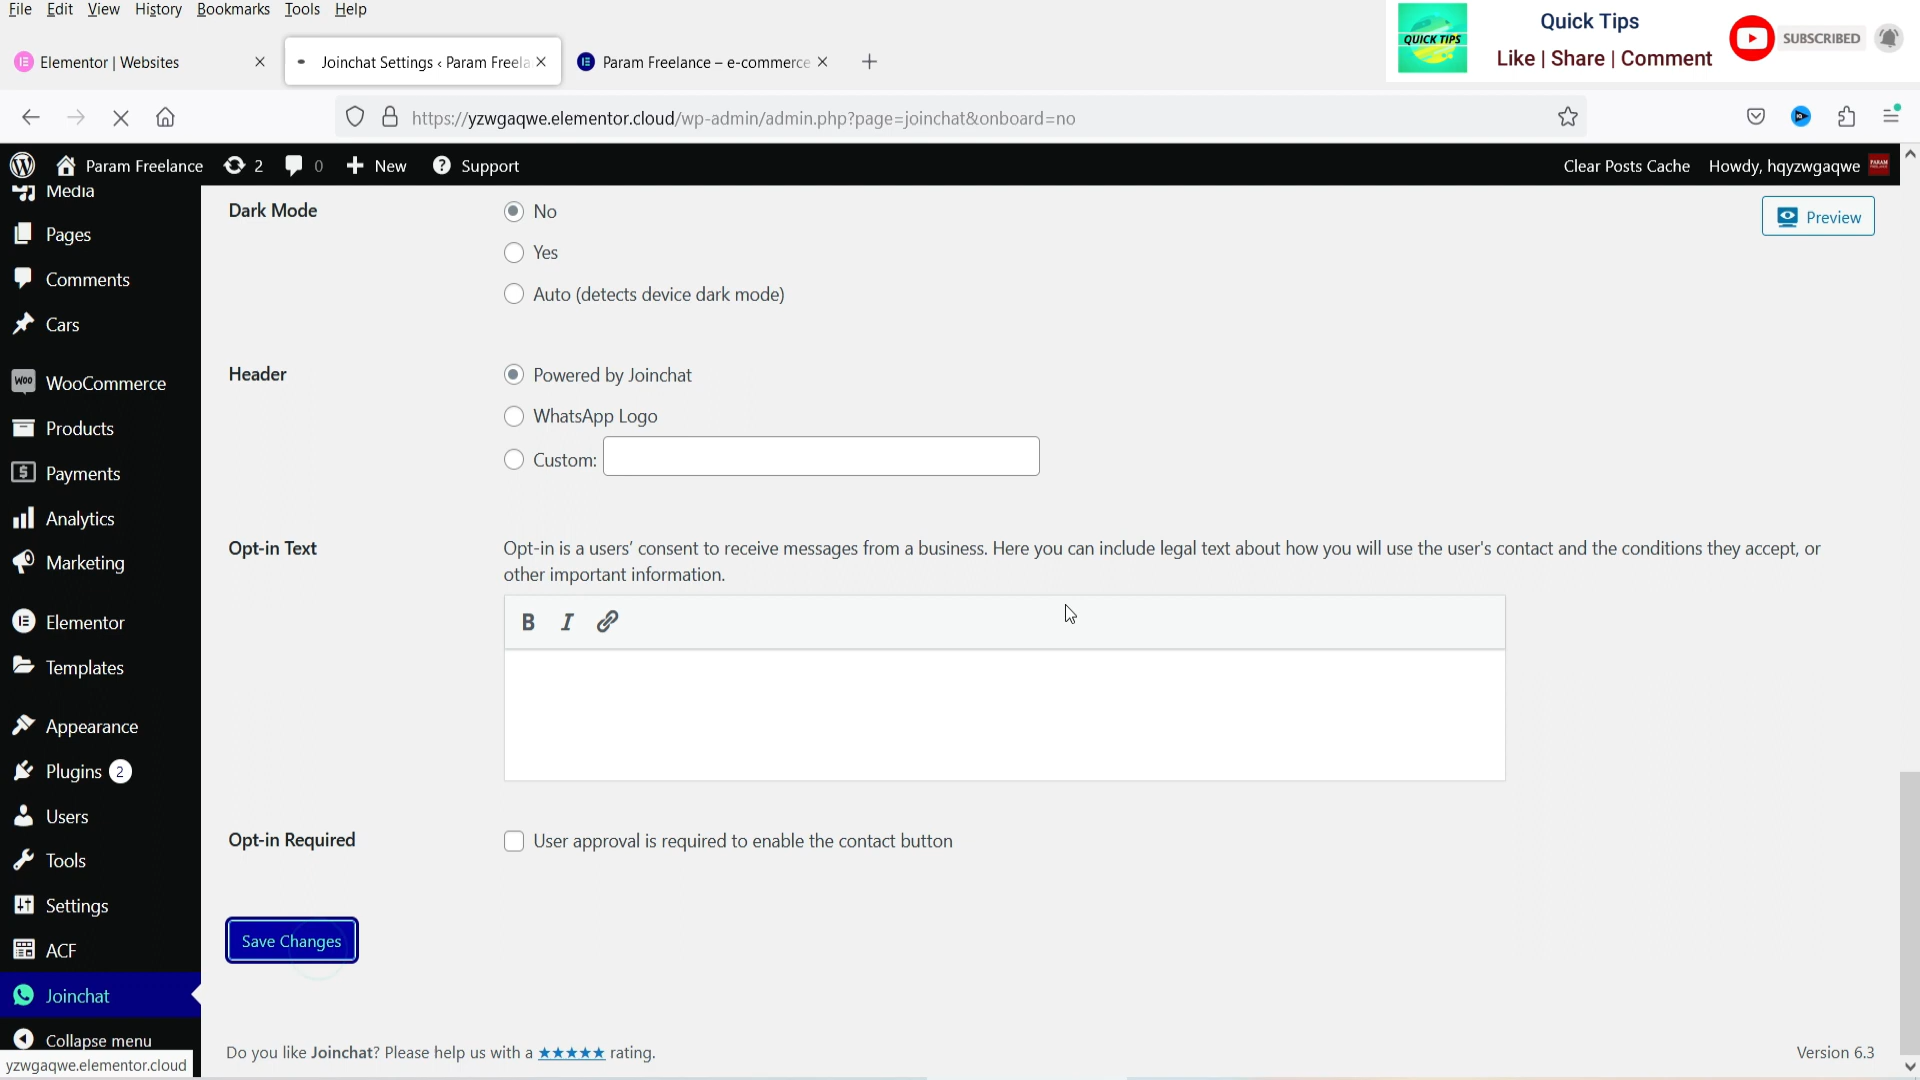 File Edit View History Bookmarks Tools Help
QUICK TIPS
Quick Tips
Like | Share | Comment
SUBSCRIBED
Elementor | Websites
Joinchat Settings ‹ Param Freela
Param Freelance – e-commerce
https://yzwgaqwe.elementor.cloud/wp-admin/admin.php?page=joinchat&onboard=no
Param Freelance 2 0 New Support
Clear Posts Cache Howdy, hqyzwgaqwe
Media
Pages
Comments
Cars
WooCommerce
Products
Payments
Analytics
Marketing
Elementor
Templates
Appearance
Plugins 2
Users
Tools
Settings
ACF
Joinchat
Collapse menu
yzwgaqwe.elementor.cloud
Preview
Dark Mode
No
Yes
Auto (detects device dark mode)
Header
Powered by Joinchat
WhatsApp Logo
Custom:
Opt-in Text
Opt-in is a users’ consent to receive messages from a business. Here you can include legal text about how you will use the user's contact and the conditions they accept, or
other important information.
B I
Opt-in Required
User approval is required to enable the contact button
Save Changes
Do you like Joinchat? Please help us with a ★★★★★ rating.
Version 6.3